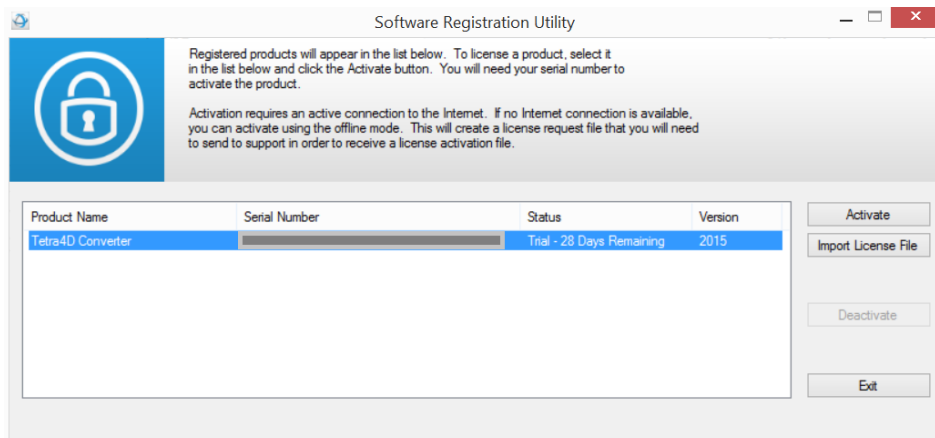 Software Registration Utility
Registered products will appear in the list below. To license a product, select it
in the list below and click the Activate button. You will need your serial number to
activate the product.
Activation requires an active connection to the Internet. If no Internet connection is available,
you can activate using the offline mode. This will create a license request file that you will need
to send to support in order to receive a license activation file.
Product Name Serial Number Status Version
Tetra4D Converter Trial - 28 Days Remaining 2015
Activate
Import License File
Deactivate
Exit